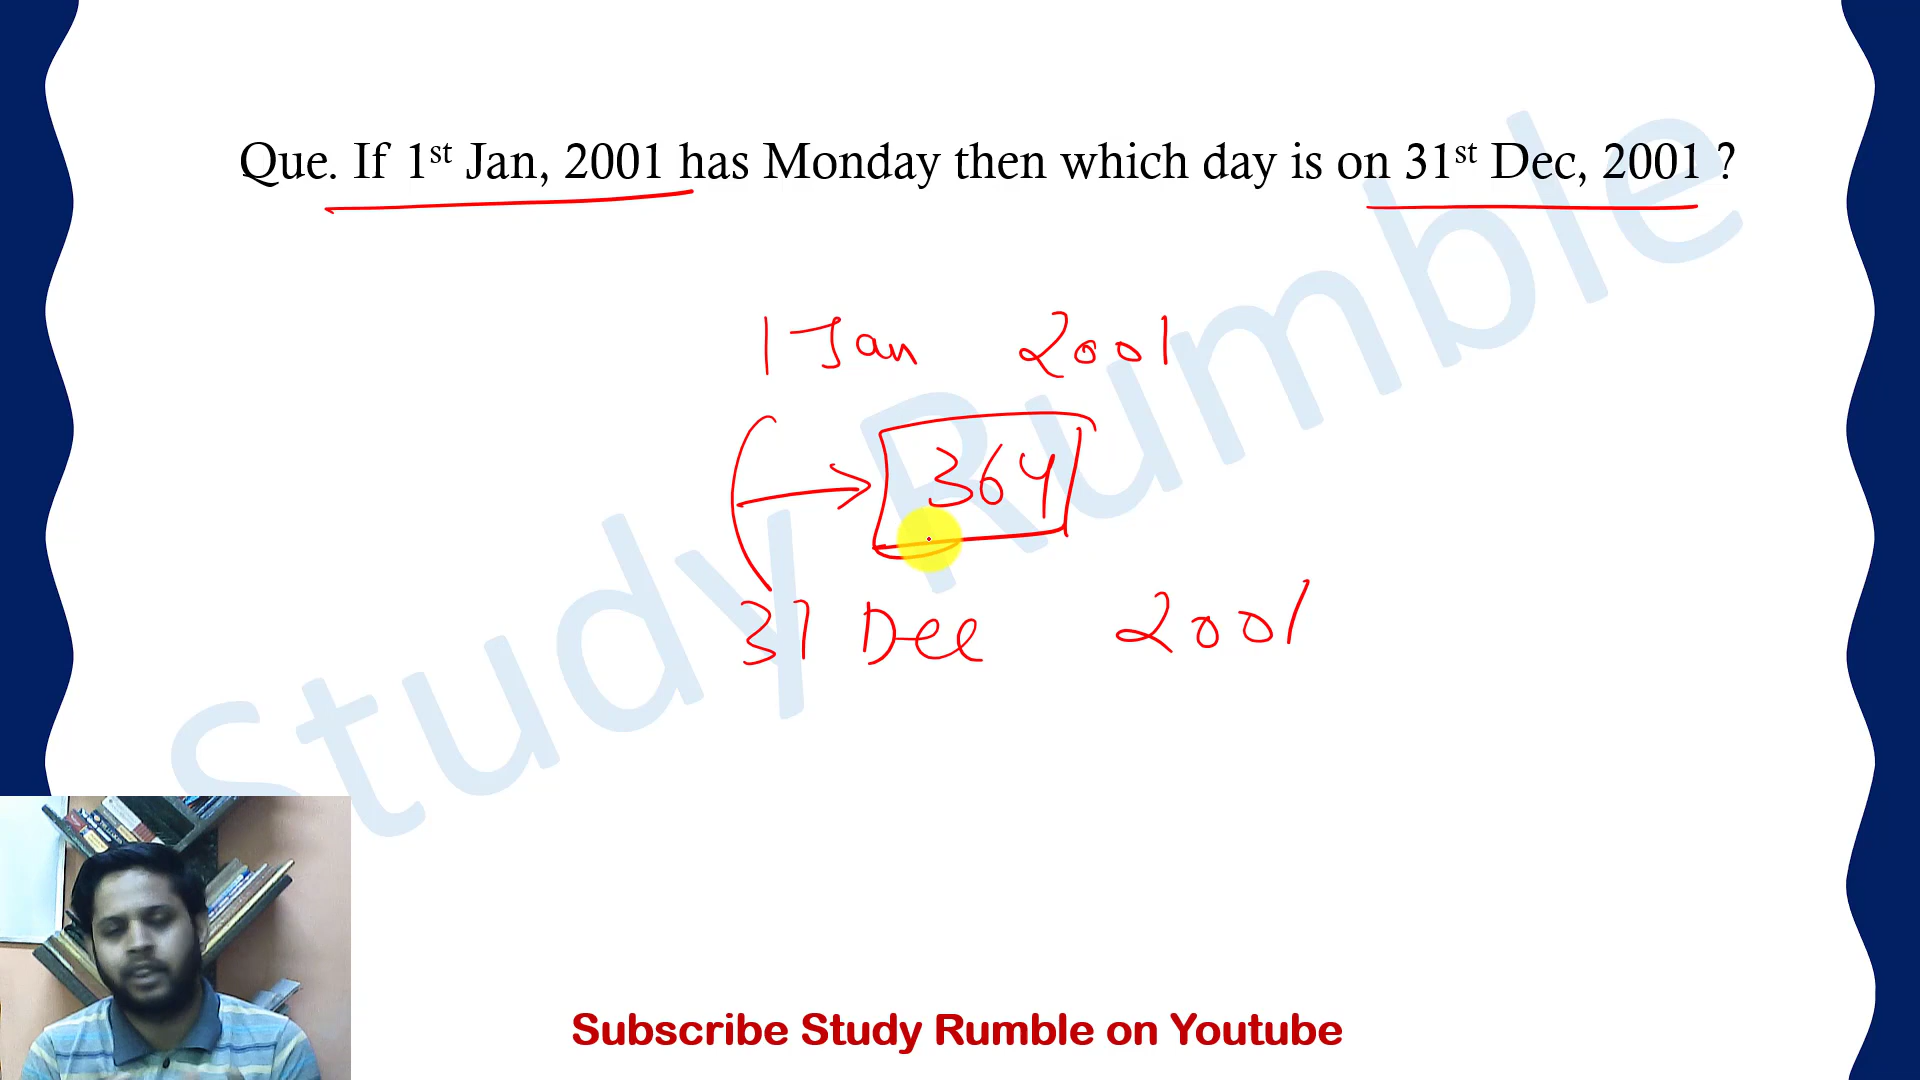 Que. If 1st Jan, 2001 has Monday then which day is on 31st Dec, 2001 ?
1 Jan 2001
364
31 Dec 2001
Study Rumble
Subscribe Study Rumble on Youtube